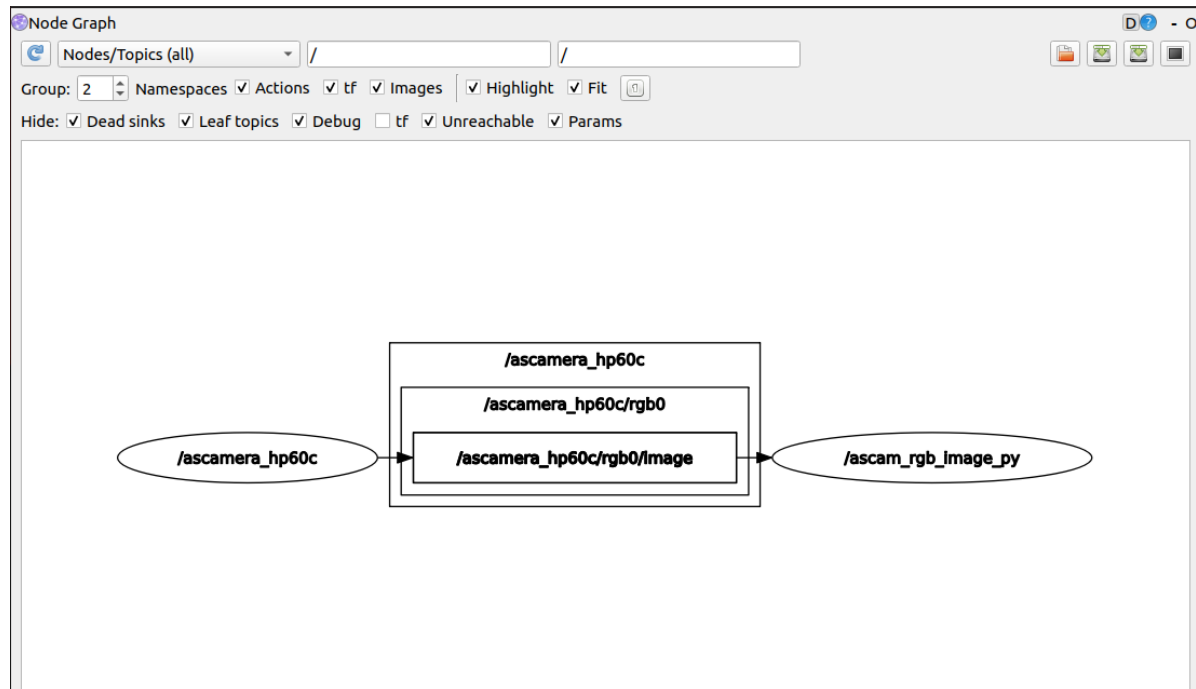 Node Graph
D ? - O
Nodes/Topics (all) / /
Group: 2 Namespaces Actions tf Images Highlight Fit
Hide: Dead sinks Leaf topics Debug tf Unreachable Params
/ascamera_hp60c
/ascamera_hp60c/rgb0
/ascamera_hp60c /ascamera_hp60c/rgb0/image /ascam_rgb_image_py